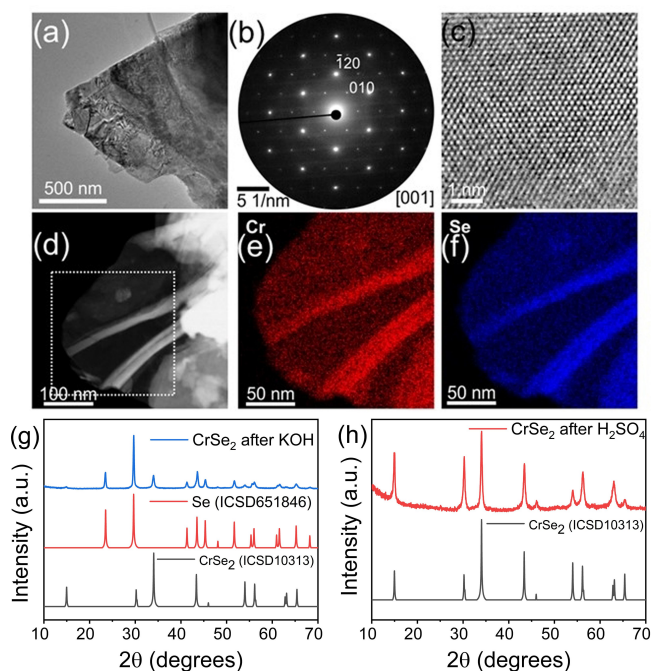 (a)
500 nm
(b)
1̄20
.010
5 1/nm
[001]
(c)
1 nm
(d)
100 nm
Cr
(e)
50 nm
Se
(f)
50 nm
(g)
CrSe₂ after KOH
Se (ICSD651846)
CrSe₂ (ICSD10313)
Intensity (a.u.)
10 20 30 40 50 60 70
2θ (degrees)
(h)
CrSe₂ after H₂SO₄
CrSe₂ (ICSD10313)
Intensity (a.u.)
10 20 30 40 50 60 70
2θ (degrees)